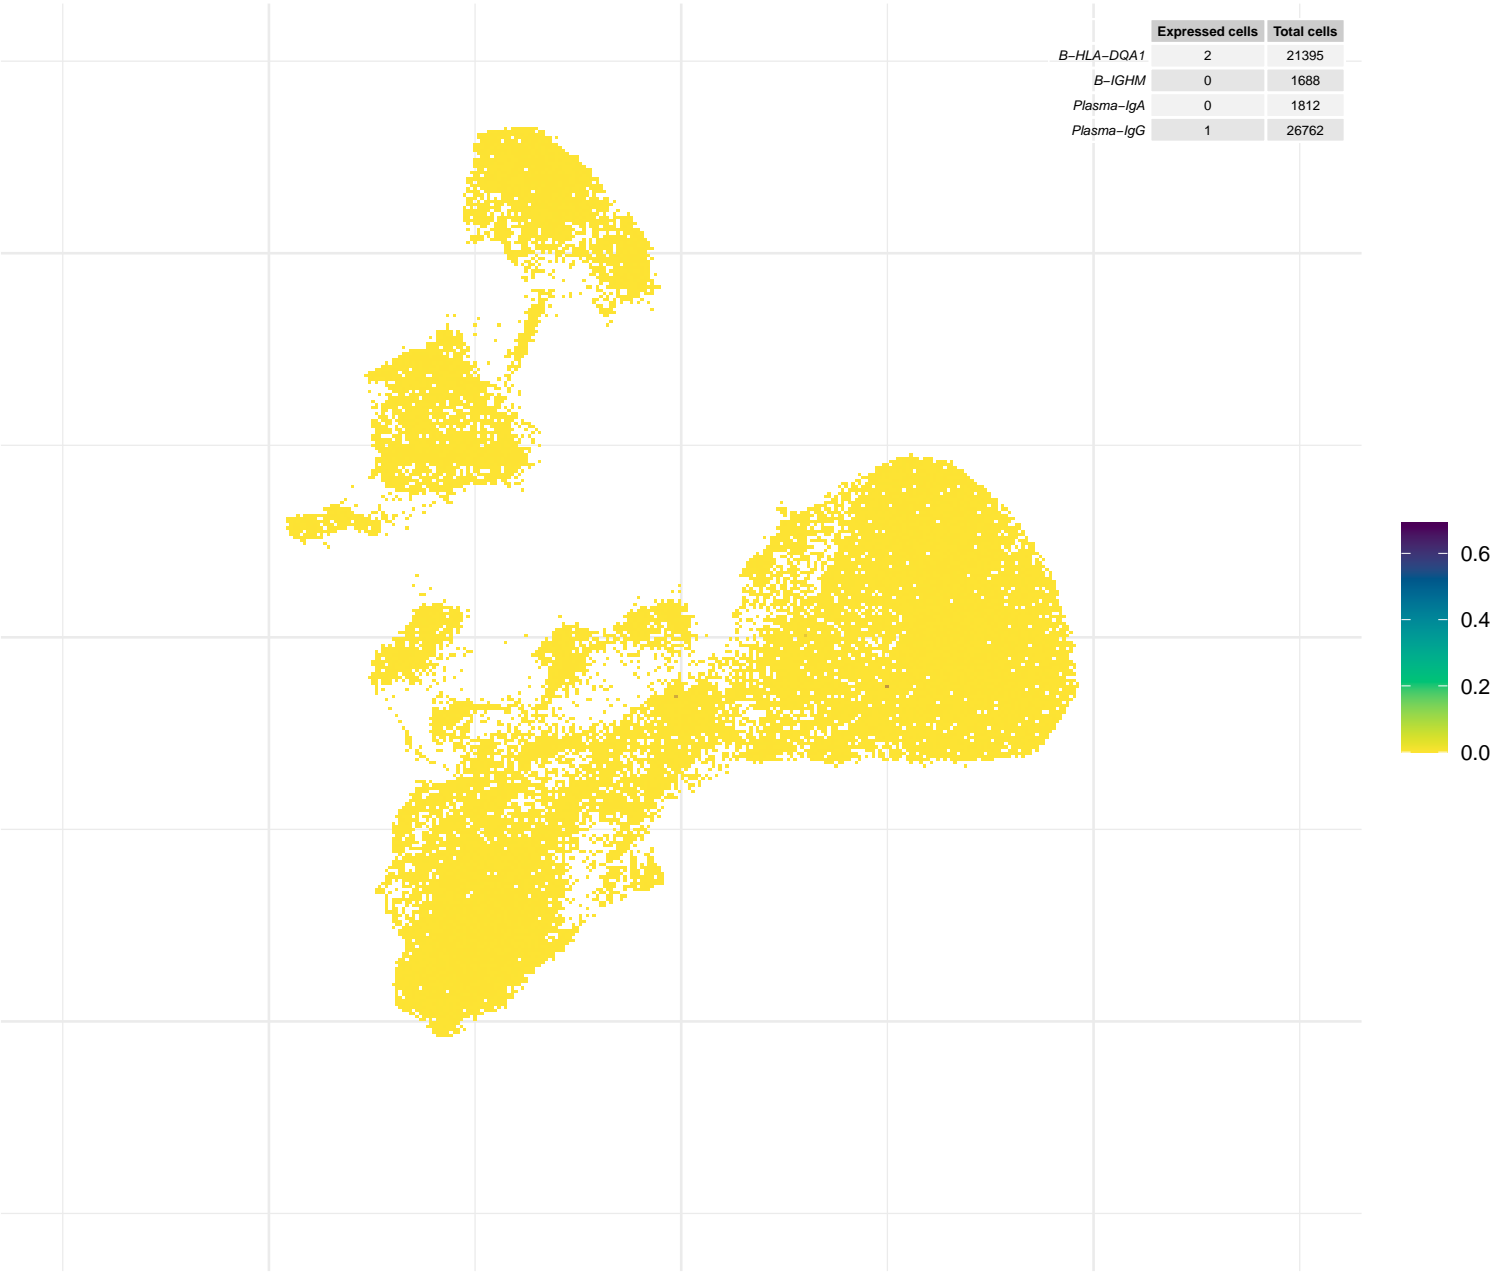 Expressed cells Total cells
B−HLA−DQA1 2 21395
B−IGHM 0 1688
Plasma−IgA 0 1812
Plasma−IgG 1 26762
0.6
0.4
0.2
0.0